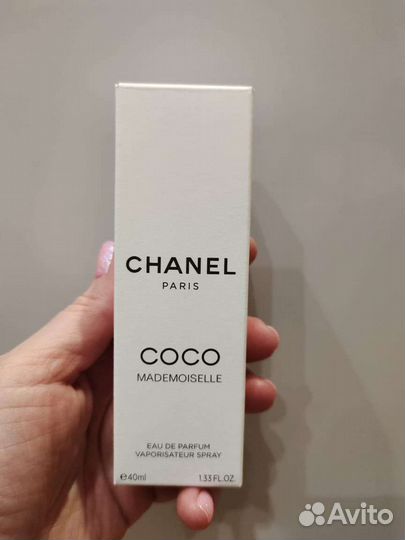 CHANEL
PARIS
COCO
MADEMOISELLE
EAU DE PARFUM
VAPORISATEUR SPRAY
℮40ml 1.33 FL.OZ.
Avito